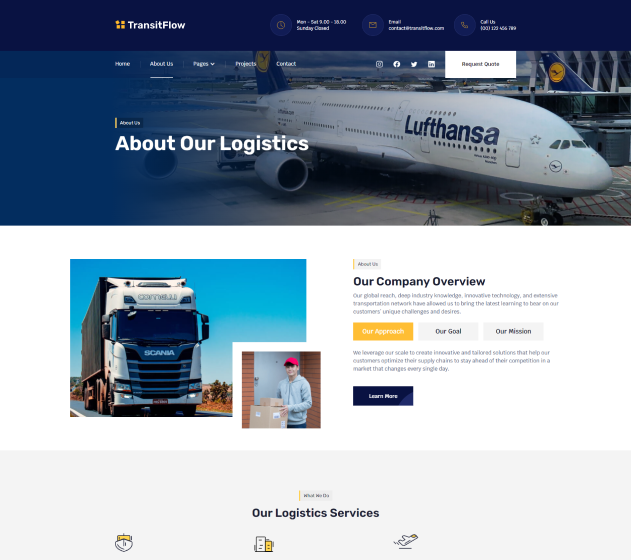 TransitFlow
Mon - Sat 9.00 - 18.00
Sunday Closed
Email
contact@transitflow.com
Call Us
(00) 123 456 789
Home
About Us
Pages
Projects
Contact
Request Quote
About Us
About Our Logistics
Lufthansa
About Us
Our Company Overview
Our global reach, deep industry knowledge, innovative technology, and extensive
transportation network have allowed us to bring the latest learning to bear on our
customers' unique challenges and desires.
Our Approach
Our Goal
Our Mission
We leverage our scale to create innovative and tailored solutions that help our
customers optimize their supply chains to stay ahead of their competition in a
market that changes every single day.
Learn More
SCANIA
What We Do
Our Logistics Services